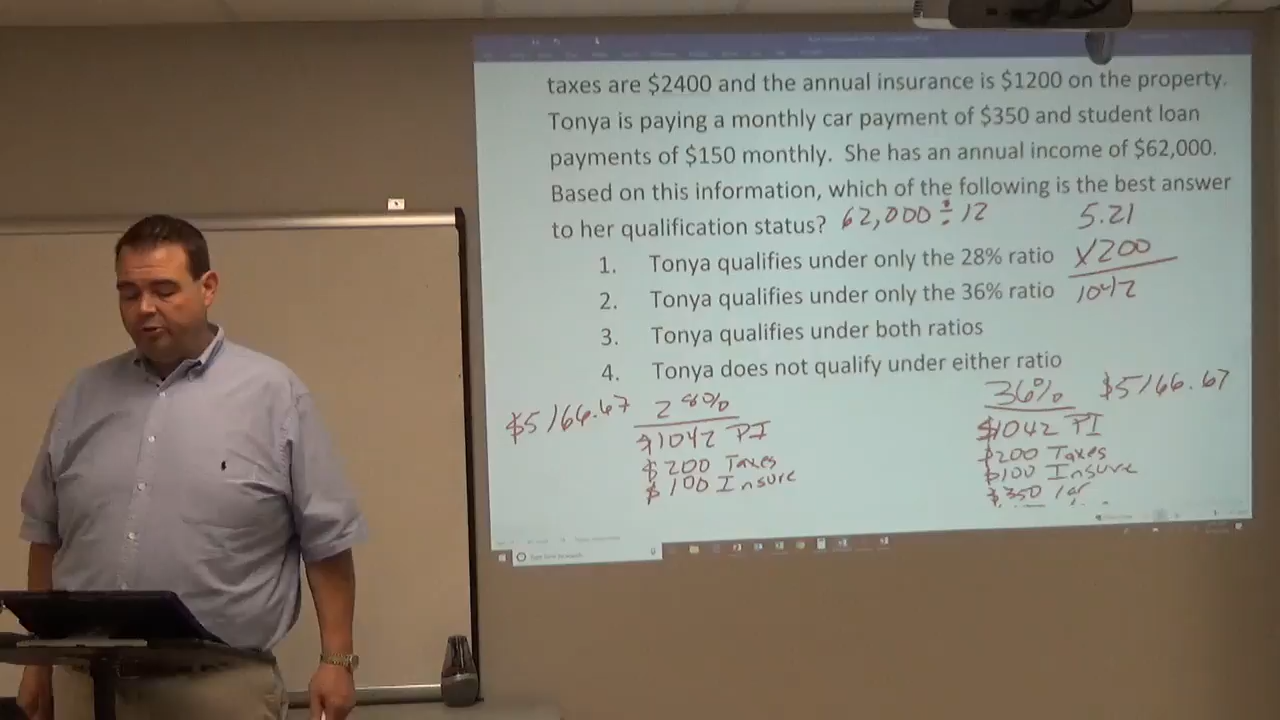 taxes are $2400 and the annual insurance is $1200 on the property.
Tonya is paying a monthly car payment of $350 and student loan
payments of $150 monthly. She has an annual income of $62,000.
Based on this information, which of the following is the best answer
to her qualification status? 62,000 ÷ 12
5.21
X200
1042
1. Tonya qualifies under only the 28% ratio
2. Tonya qualifies under only the 36% ratio
3. Tonya qualifies under both ratios
4. Tonya does not qualify under either ratio
$5166.67 28%
$1042 PI
$200 Taxes
$100 Insure
36% $5166.67
$1042 PI
$200 Taxes
$100 Insure
$350 Car